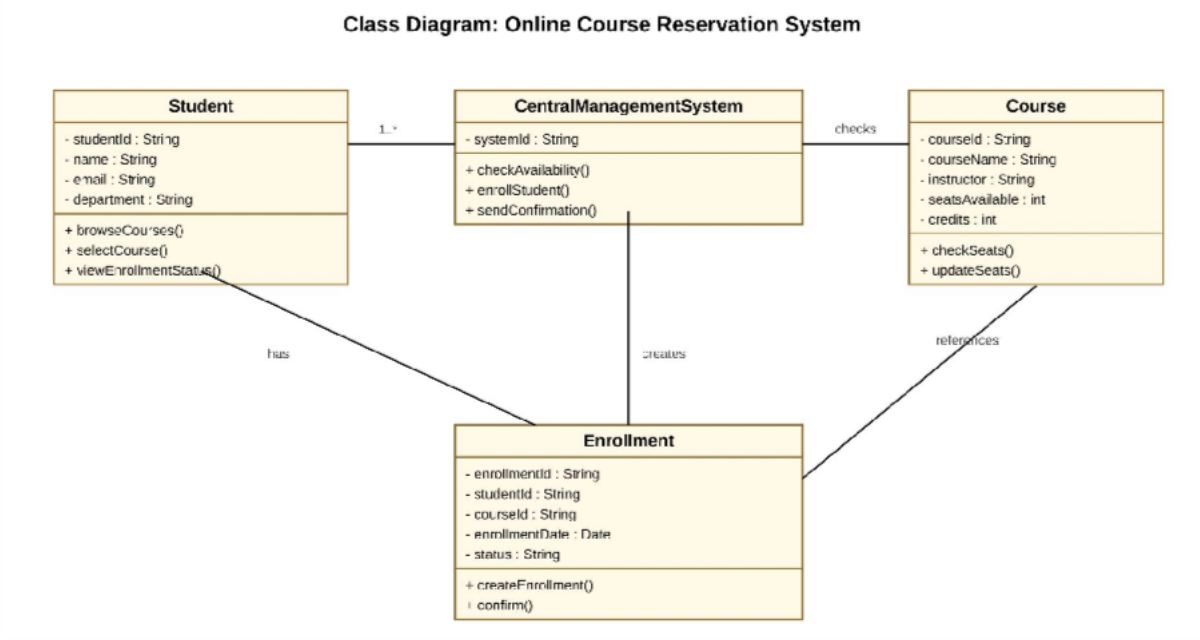 Class Diagram: Online Course Reservation System
Student
- studentId : String
- name : String
- email : String
- department : String
+ browseCourses()
+ selectCourse()
+ viewEnrollmentStatus()
1..*
CentralManagementSystem
- systemId : String
+ checkAvailability()
+ enrollStudent()
+ sendConfirmation()
checks
Course
- courseId : String
- courseName : String
- instructor : String
- seatsAvailable : int
- credits : int
+ checkSeats()
+ updateSeats()
has
creates
references
Enrollment
- enrollmentId : String
- studentId : String
- courseId : String
- enrollmentDate : Date
- status : String
+ createEnrollment()
+ confirm()